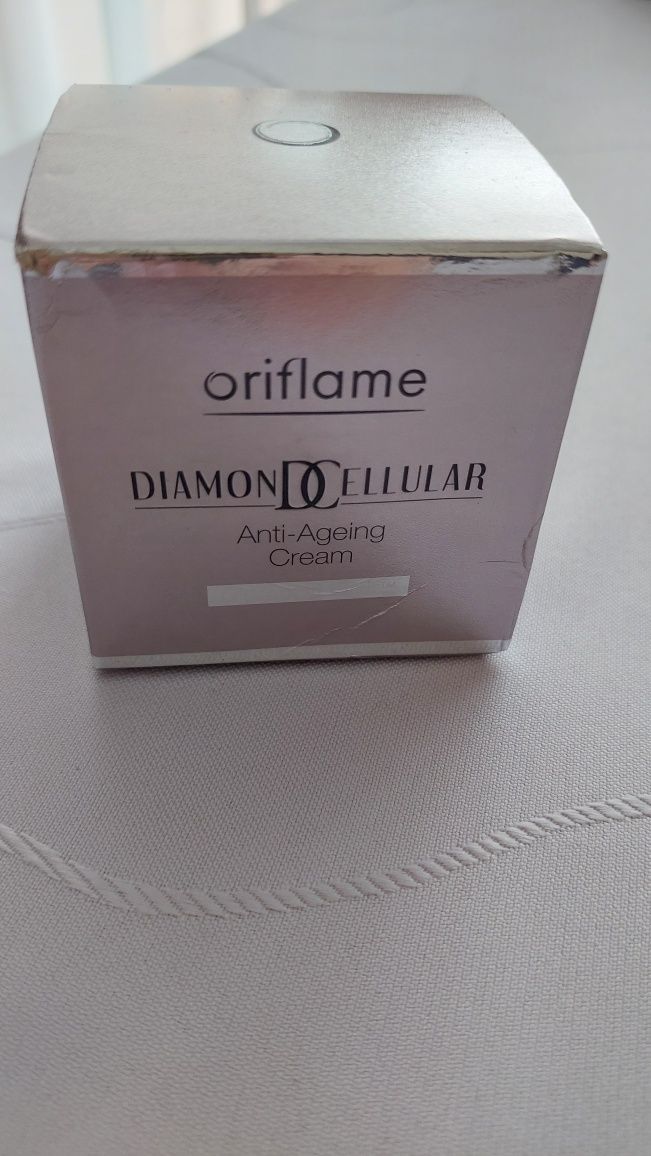 oriflame
DIAMOND CELLULAR
Anti-Ageing
Cream